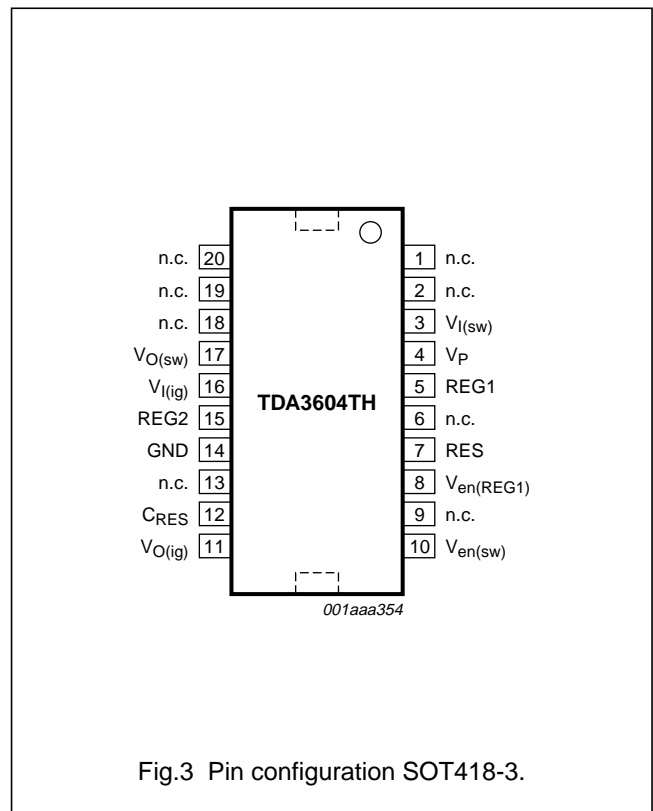 n.c. 20 1 n.c.
n.c. 19 2 n.c.
n.c. 18 3 VI(sw)
VO(sw) 17 4 VP
VI(ig) 16 TDA3604TH 5 REG1
REG2 15 6 n.c.
GND 14 7 RES
n.c. 13 8 Ven(REG1)
CRES 12 9 n.c.
VO(ig) 11 10 Ven(sw)
001aaa354
Fig.3 Pin configuration SOT418-3.